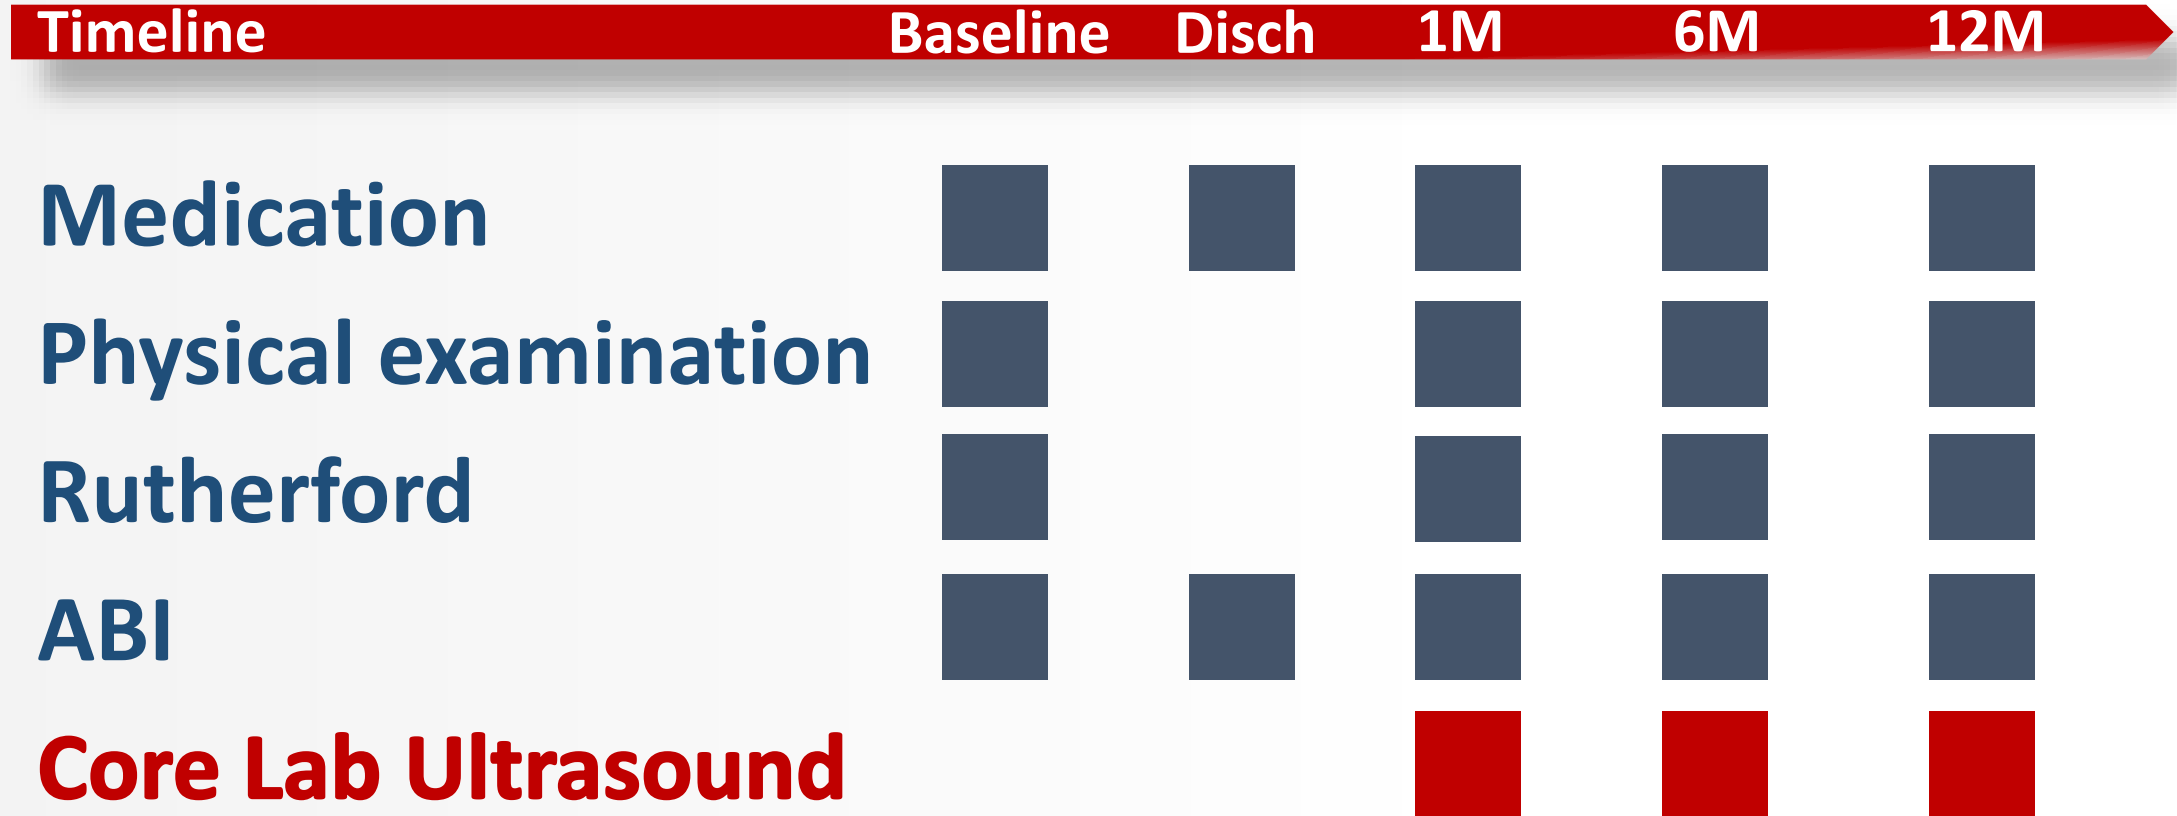 Timeline Baseline Disch 1M 6M 12M
Medication
Physical examination
Rutherford
ABI
Core Lab Ultrasound